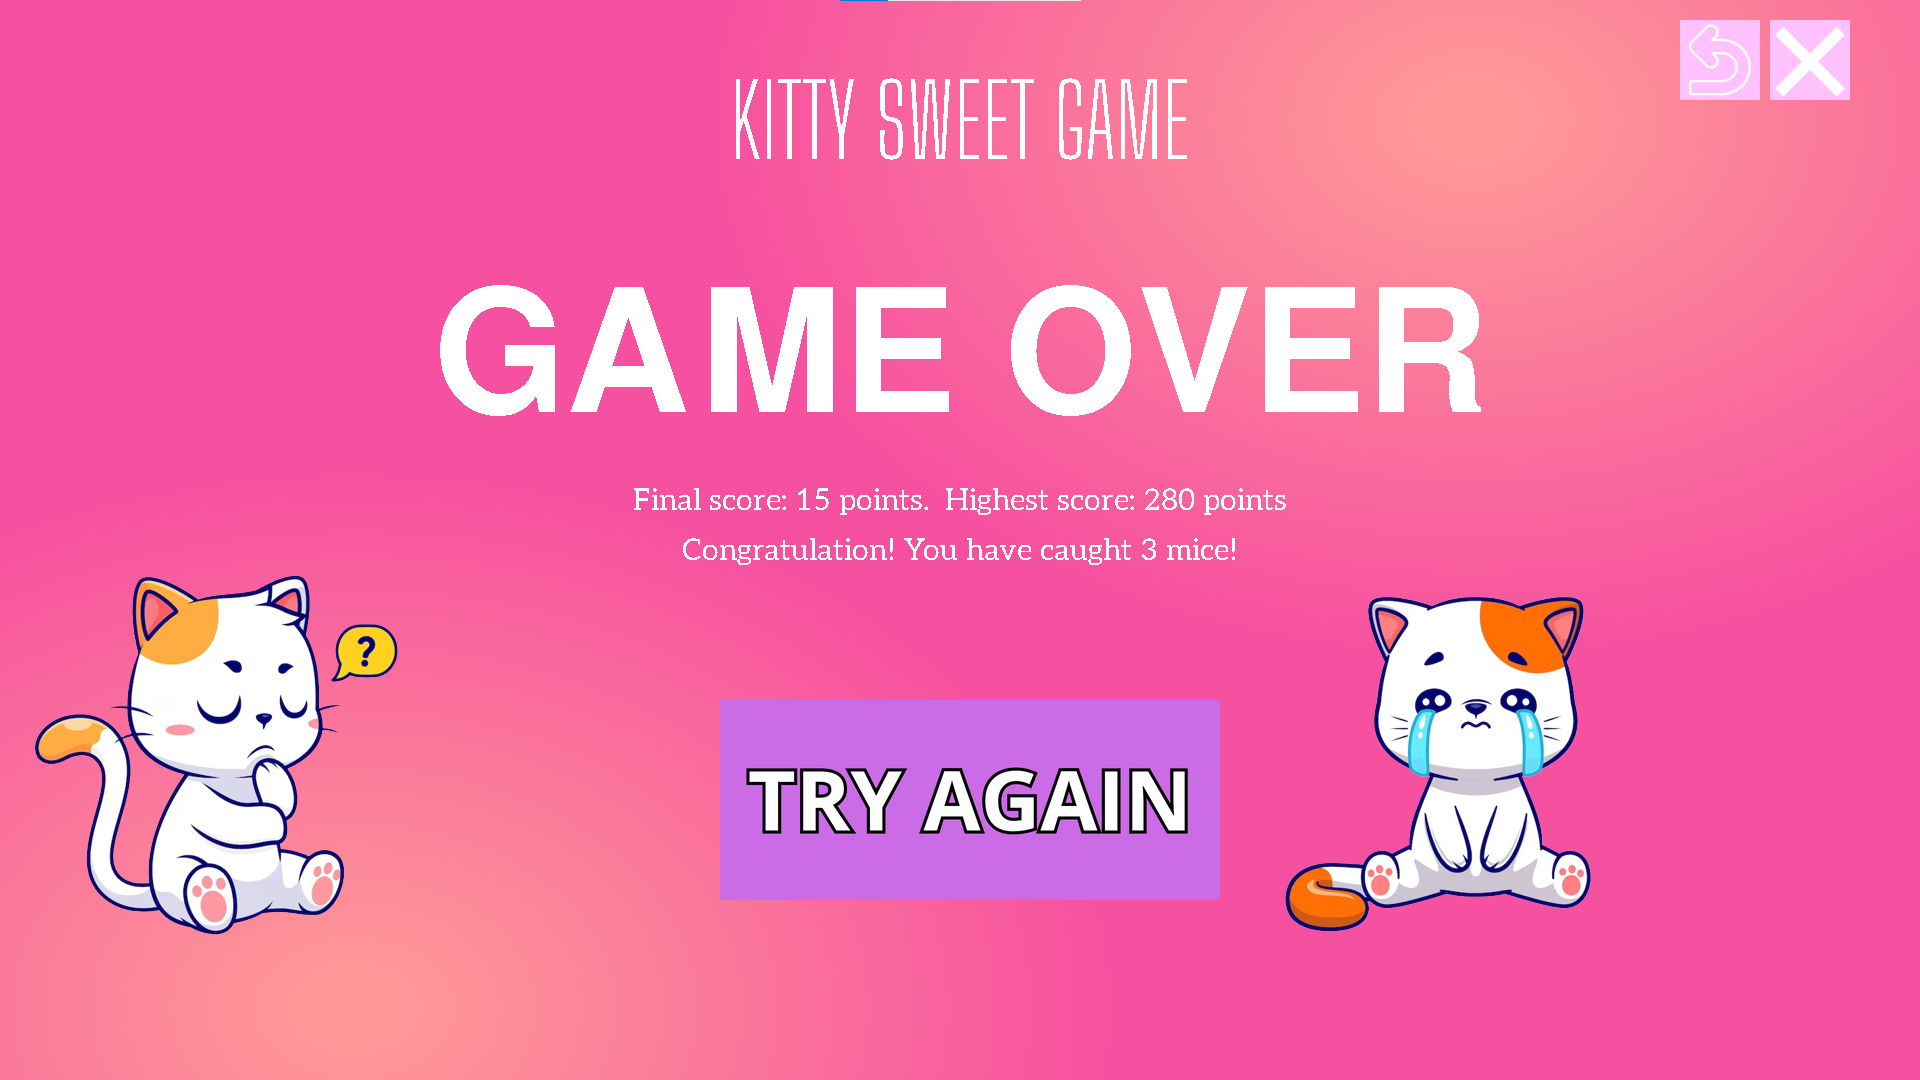 KITTY SWEET GAME
GAME OVER
Final score: 15 points.  Highest score: 280 points
Congratulation! You have caught 3 mice!
?
TRY AGAIN